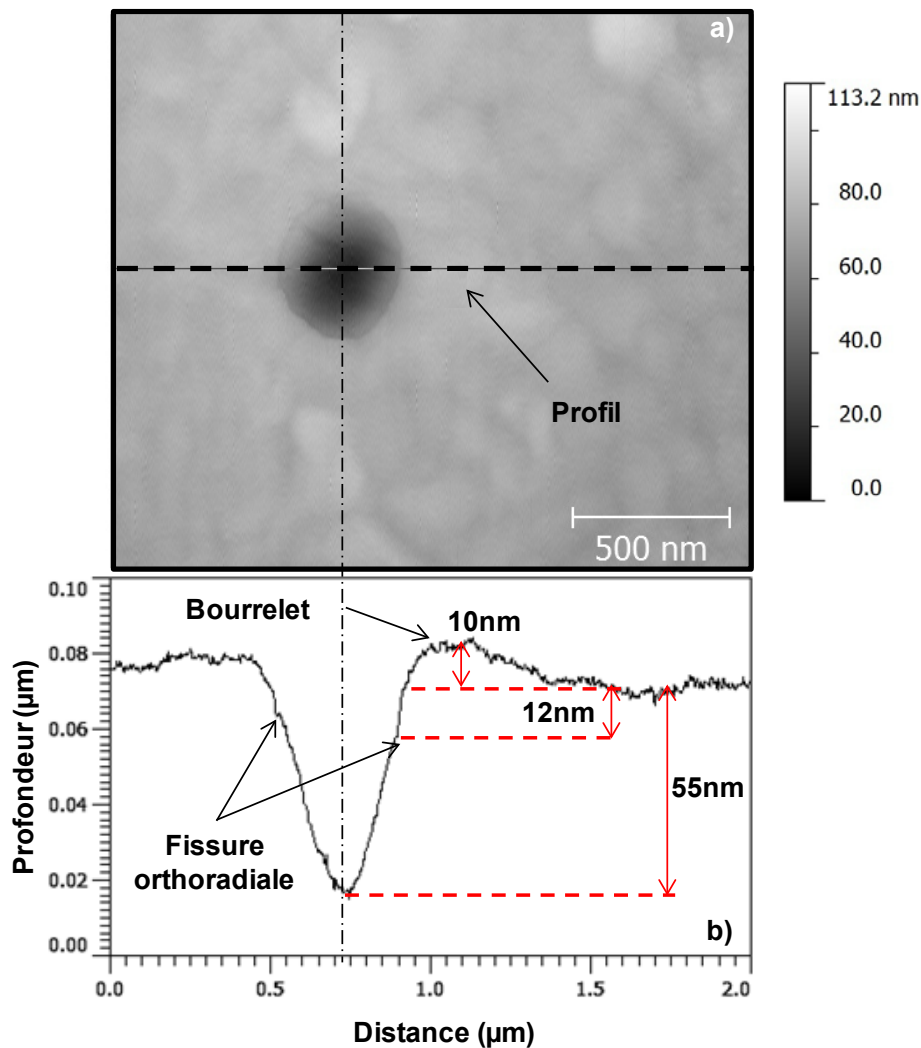 a)
113.2 nm
80.0
60.0
40.0
20.0
0.0
Profil
500 nm
0.10
0.08
0.06
0.04
0.02
0.00
Profondeur (µm)
Bourrelet
10nm
12nm
55nm
Fissure
orthoradiale
b)
0.0 0.5 1.0 1.5 2.0
Distance (µm)